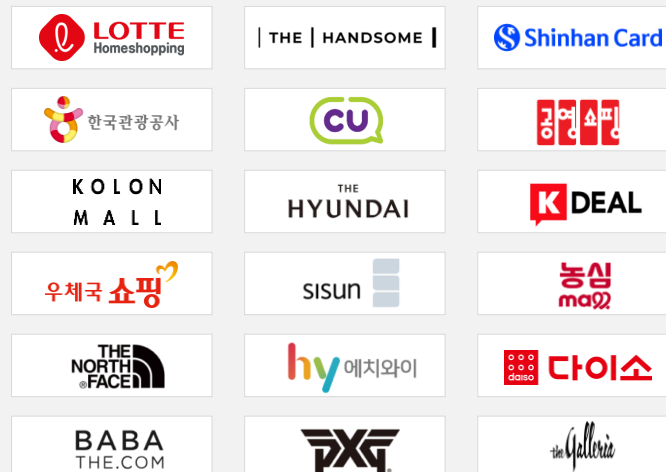 LOTTE
Homeshopping
THE HANDSOME
Shinhan Card
한국관광공사
CU
공영쇼핑
KOLON
MALL
THE
HYUNDAI
K DEAL
우체국 쇼핑
sisun
농심
mall
THE
NORTH
FACE
hy 에치와이
daiso
다이소
BABA
THE.COM
PXG
the Galleria